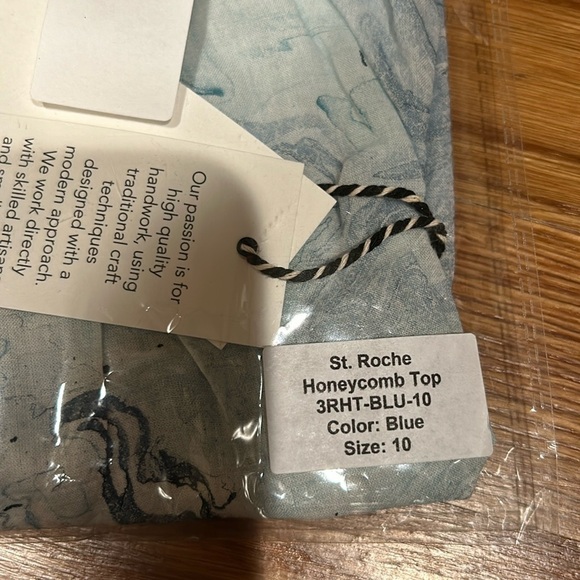 Our passion is for
high quality
handwork, using
traditional craft
techniques
designed with a
modern approach.
We work directly
with skilled artisans
St. Roche
Honeycomb Top
3RHT-BLU-10
Color: Blue
Size: 10